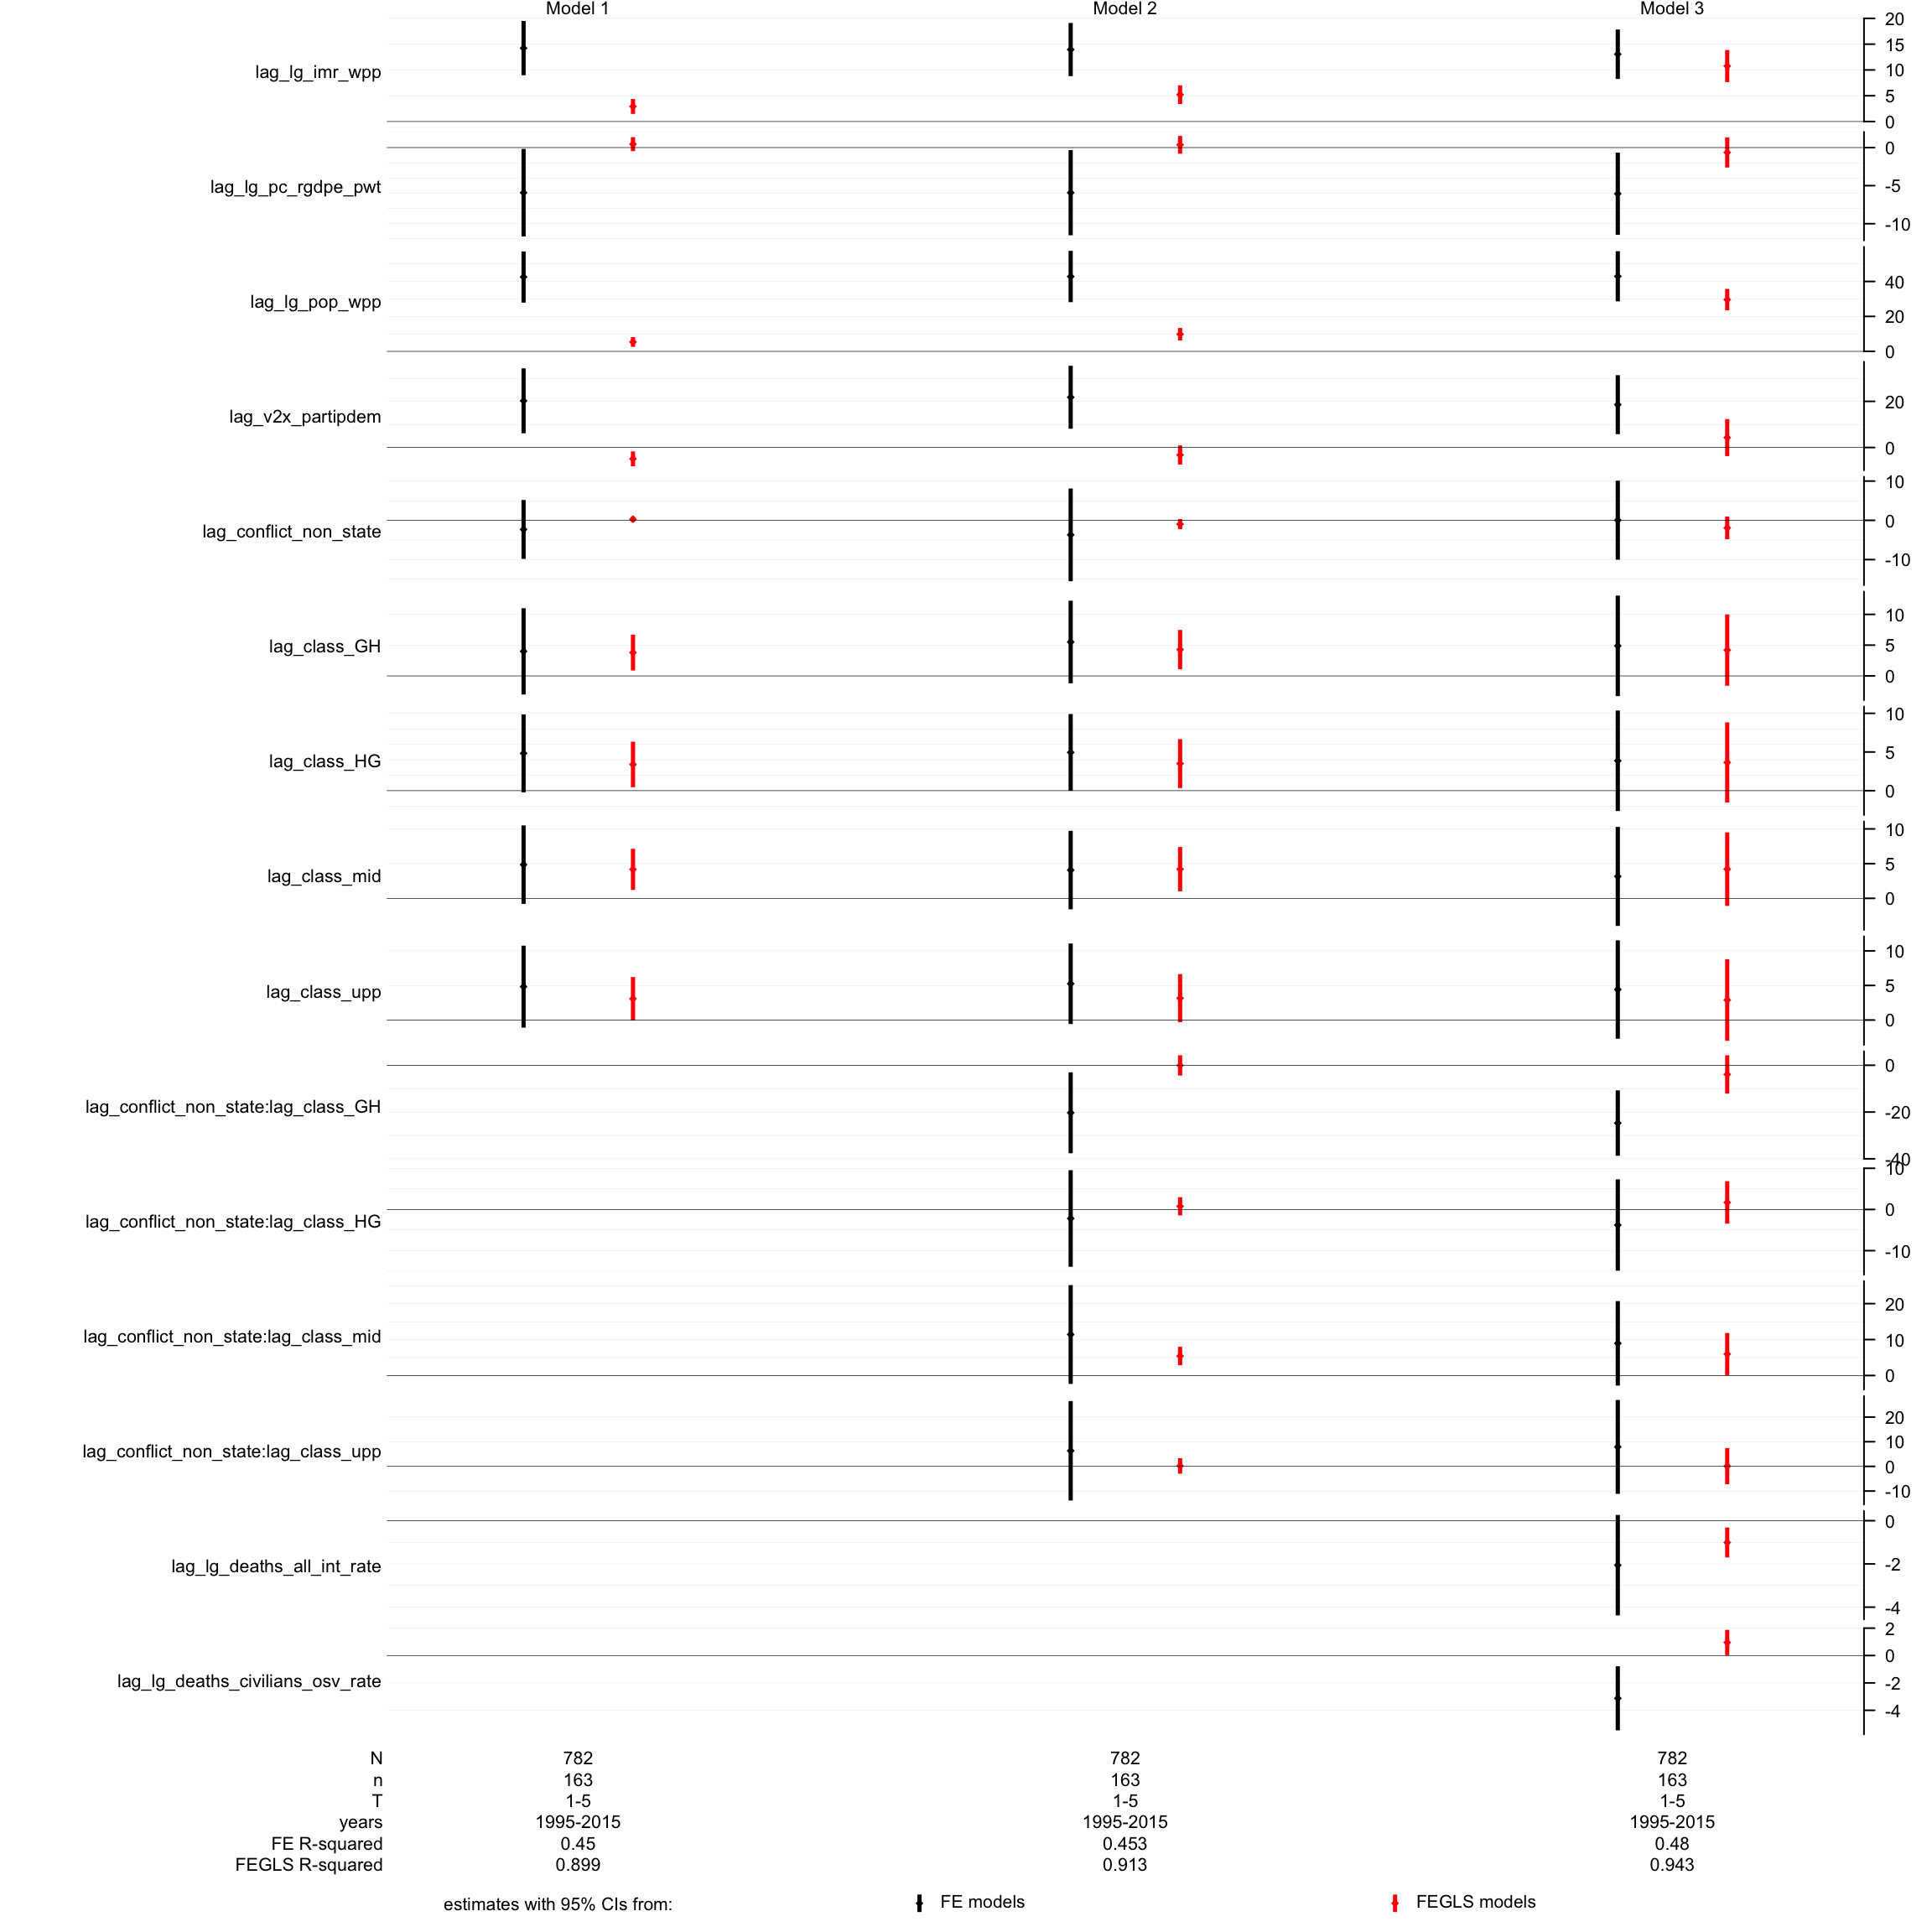 Model 1 Model 2 Model 3
lag_lg_imr_wpp
20
15
10
5
0
lag_lg_pc_rgdpe_pwt
0
-5
-10
lag_lg_pop_wpp
40
20
0
lag_v2x_partipdem
20
0
lag_conflict_non_state
10
0
-10
lag_class_GH
10
5
0
lag_class_HG
10
5
0
lag_class_mid
10
5
0
lag_class_upp
10
5
0
lag_conflict_non_state:lag_class_GH
0
-20
-40
lag_conflict_non_state:lag_class_HG
10
0
-10
lag_conflict_non_state:lag_class_mid
20
10
0
lag_conflict_non_state:lag_class_upp
20
10
0
-10
lag_lg_deaths_all_int_rate
0
-2
-4
lag_lg_deaths_civilians_osv_rate
2
0
-2
-4
N 782 782 782
n 163 163 163
T 1-5 1-5 1-5
years 1995-2015 1995-2015 1995-2015
FE R-squared 0.45 0.453 0.48
FEGLS R-squared 0.899 0.913 0.943
estimates with 95% CIs from: FE models FEGLS models